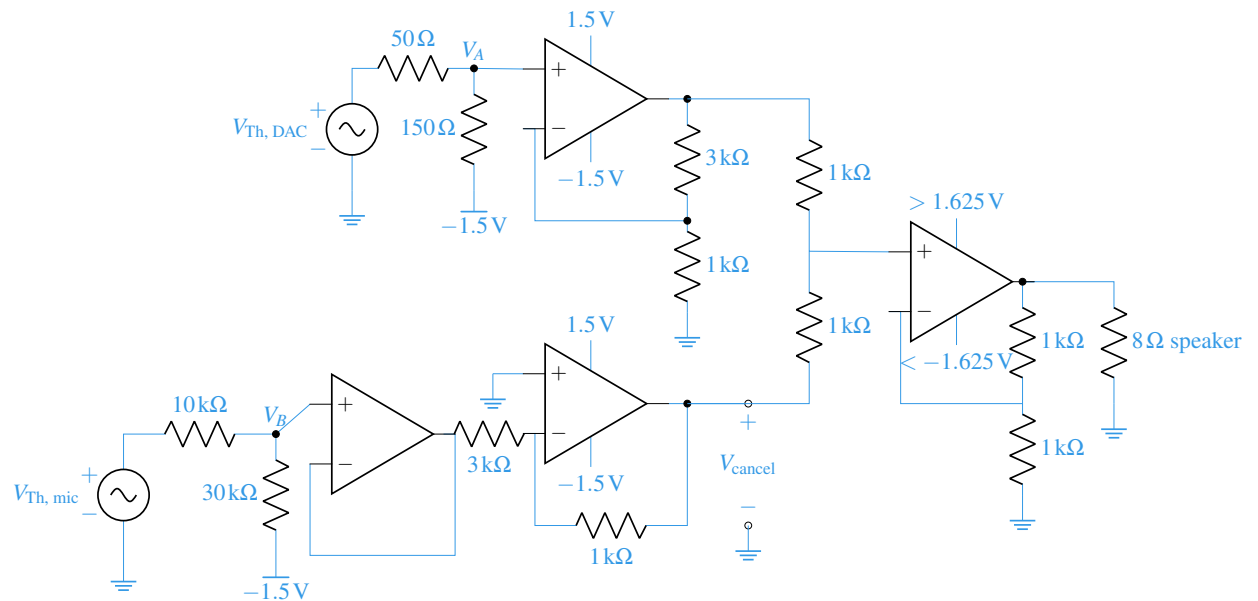 1.5 V
50 Ω
V_A
+
−
V_Th, DAC
+
−
150 Ω
3 kΩ
−1.5 V
−1.5 V
1 kΩ
> 1.625 V
+
−
1 kΩ
1 kΩ
< −1.625 V
1 kΩ
8 Ω speaker
1 kΩ
1.5 V
+
−
10 kΩ
V_B
+
−
3 kΩ
+
V_cancel
−
−1.5 V
V_Th, mic
+
−
30 kΩ
1 kΩ
−1.5 V